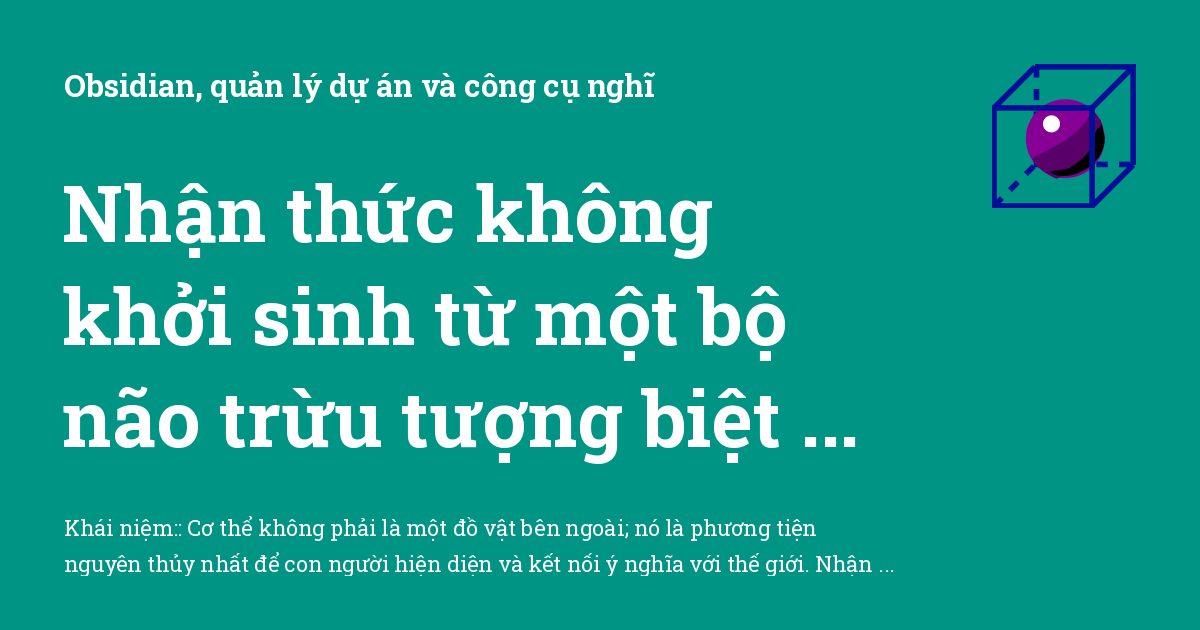 Obsidian, quản lý dự án và công cụ nghĩ
Nhận thức không
khởi sinh từ một bộ
não trừu tượng biệt ...
Khái niệm:: Cơ thể không phải là một đồ vật bên ngoài; nó là phương tiện
nguyên thủy nhất để con người hiện diện và kết nối ý nghĩa với thế giới. Nhận ...